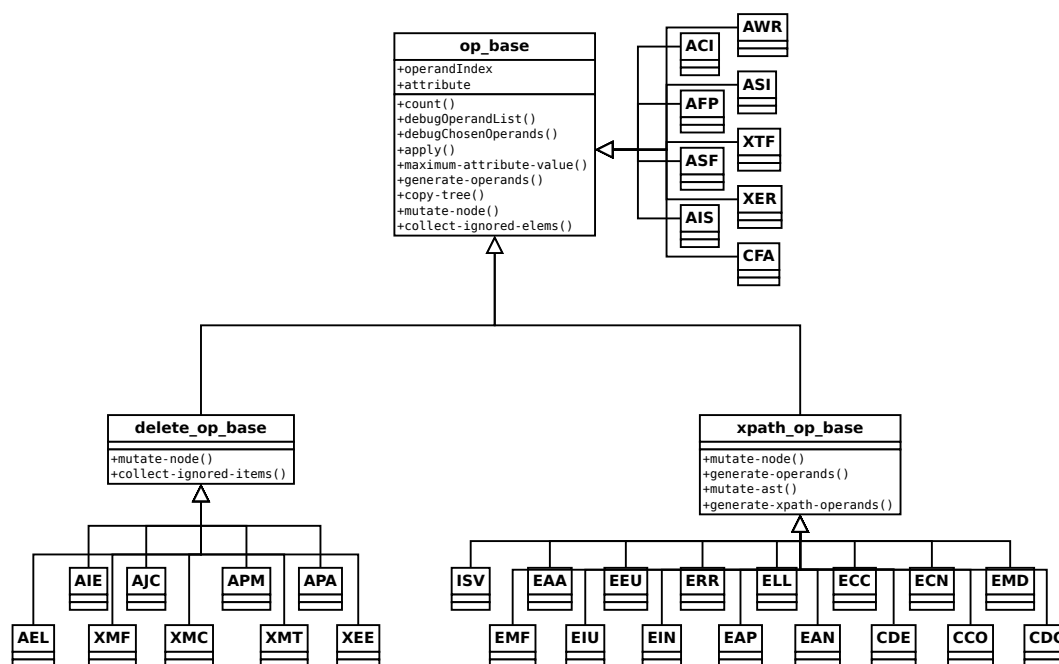 op_base
+operandIndex
+attribute
+count()
+debugOperandList()
+debugChosenOperands()
+apply()
+maximum-attribute-value()
+generate-operands()
+copy-tree()
+mutate-node()
+collect-ignored-elems()
AWR
ACI
ASI
AFP
XTF
ASF
XER
AIS
CFA
delete_op_base
+mutate-node()
+collect-ignored-items()
xpath_op_base
+mutate-node()
+generate-operands()
+mutate-ast()
+generate-xpath-operands()
AIE AJC APM APA
AEL XMF XMC XMT XEE
ISV EAA EEU ERR ELL ECC ECN EMD
EMF EIU EIN EAP EAN CDE CCO